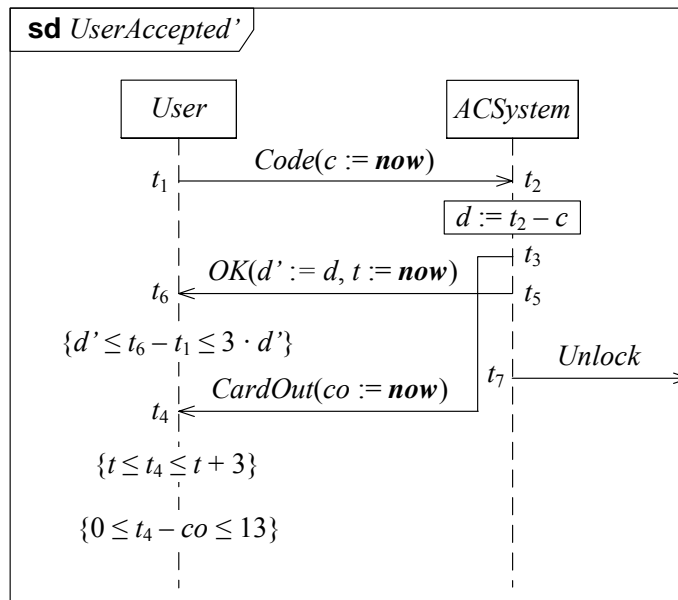 sd UserAccepted’
User ACSystem
Code(c := now)
t1 t2
d := t2 – c
t3
OK(d’ := d, t := now)
t6 t5
{d’ ≤ t6 – t1 ≤ 3 · d’}
Unlock
t7
CardOut(co := now)
t4
{t ≤ t4 ≤ t + 3}
{0 ≤ t4 – co ≤ 13}